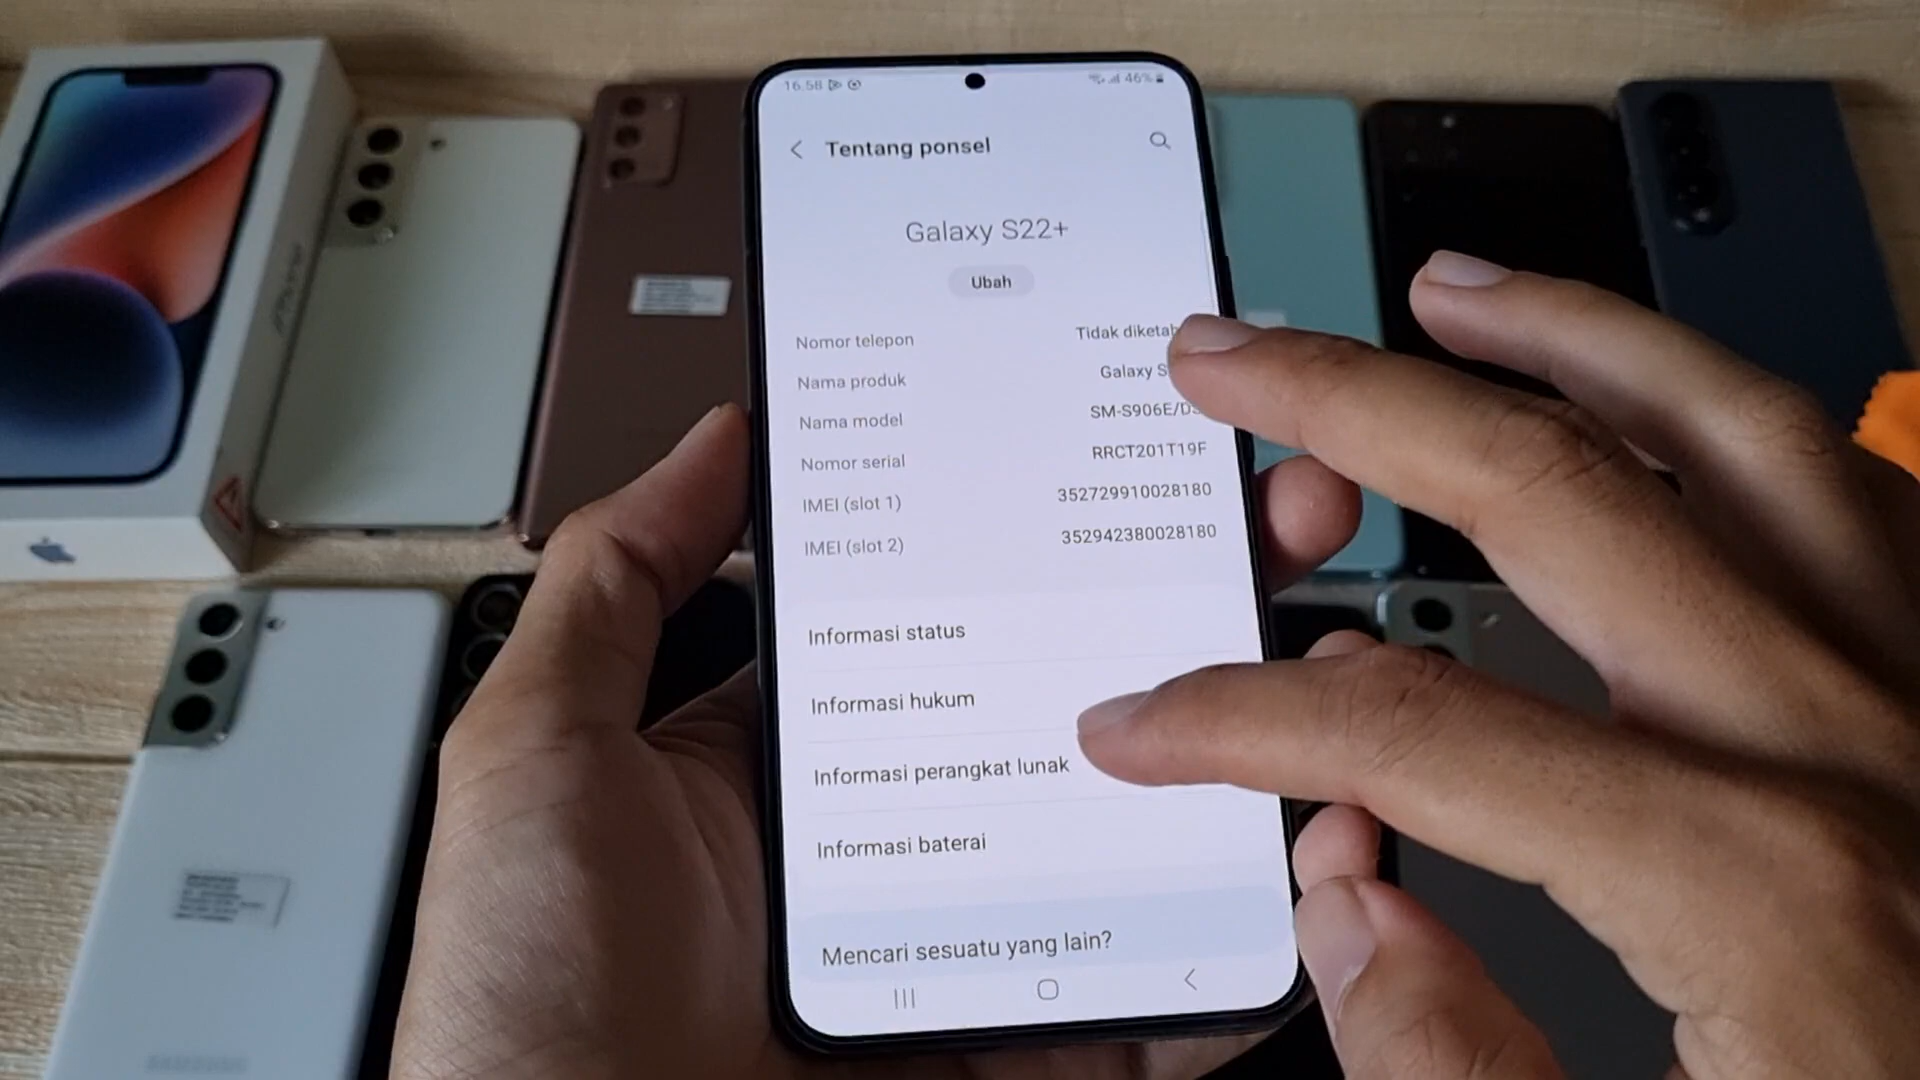 16.58
46%
Tentang ponsel
Galaxy S22+
Ubah
Nomor telepon Tidak diketah
Nama produk Galaxy S
Nama model SM-S906E/DS
Nomor serial RRCT201T19F
IMEI (slot 1) 352729910028180
IMEI (slot 2) 352942380028180
Informasi status
Informasi hukum
Informasi perangkat lunak
Informasi baterai
Mencari sesuatu yang lain?